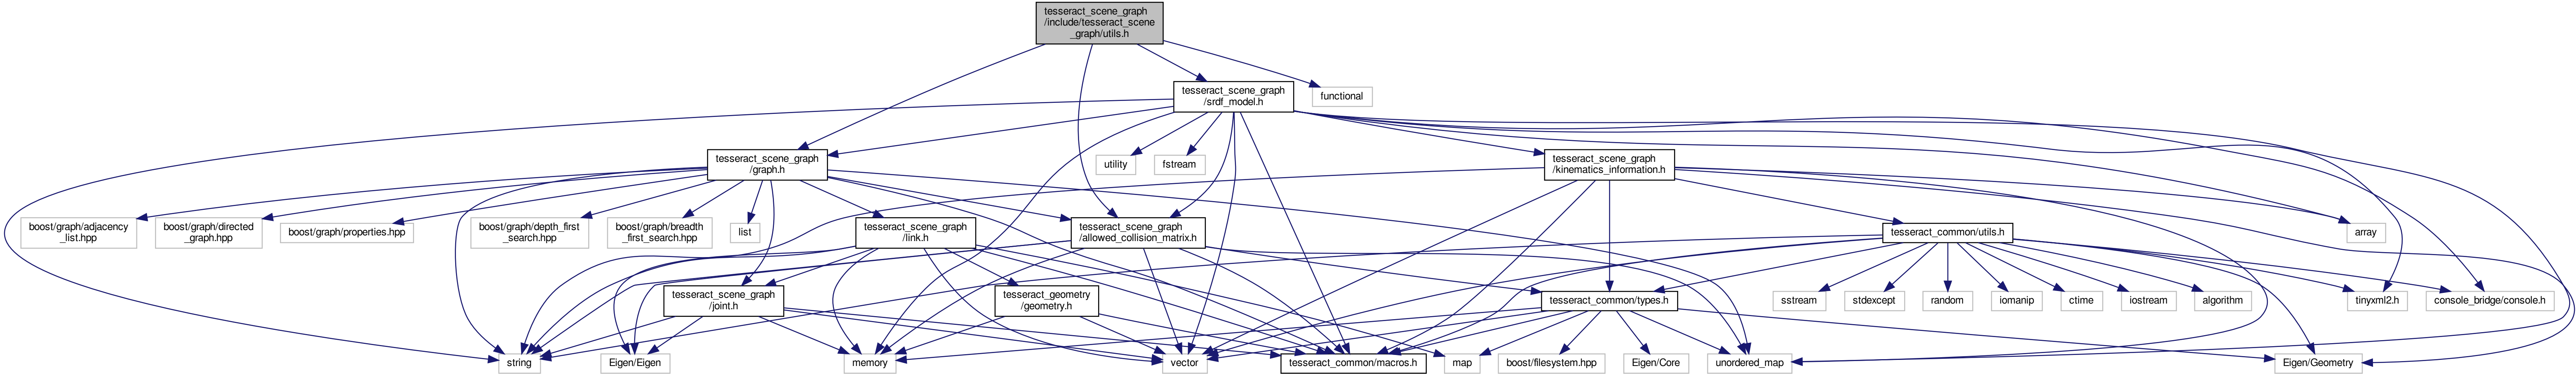 tesseract_scene_graph
/include/tesseract_scene
_graph/utils.h
tesseract_scene_graph
/srdf_model.h
functional
tesseract_scene_graph
/graph.h
utility
fstream
tesseract_scene_graph
/kinematics_information.h
boost/graph/adjacency
_list.hpp
boost/graph/directed
_graph.hpp
boost/graph/properties.hpp
boost/graph/depth_first
_search.hpp
boost/graph/breadth
_first_search.hpp
list
tesseract_scene_graph
/link.h
tesseract_scene_graph
/allowed_collision_matrix.h
tesseract_common/utils.h
array
tesseract_scene_graph
/joint.h
tesseract_geometry
/geometry.h
tesseract_common/types.h
sstream
stdexcept
random
iomanip
ctime
iostream
algorithm
tinyxml2.h
console_bridge/console.h
string
Eigen/Eigen
memory
vector
tesseract_common/macros.h
map
boost/filesystem.hpp
Eigen/Core
unordered_map
Eigen/Geometry